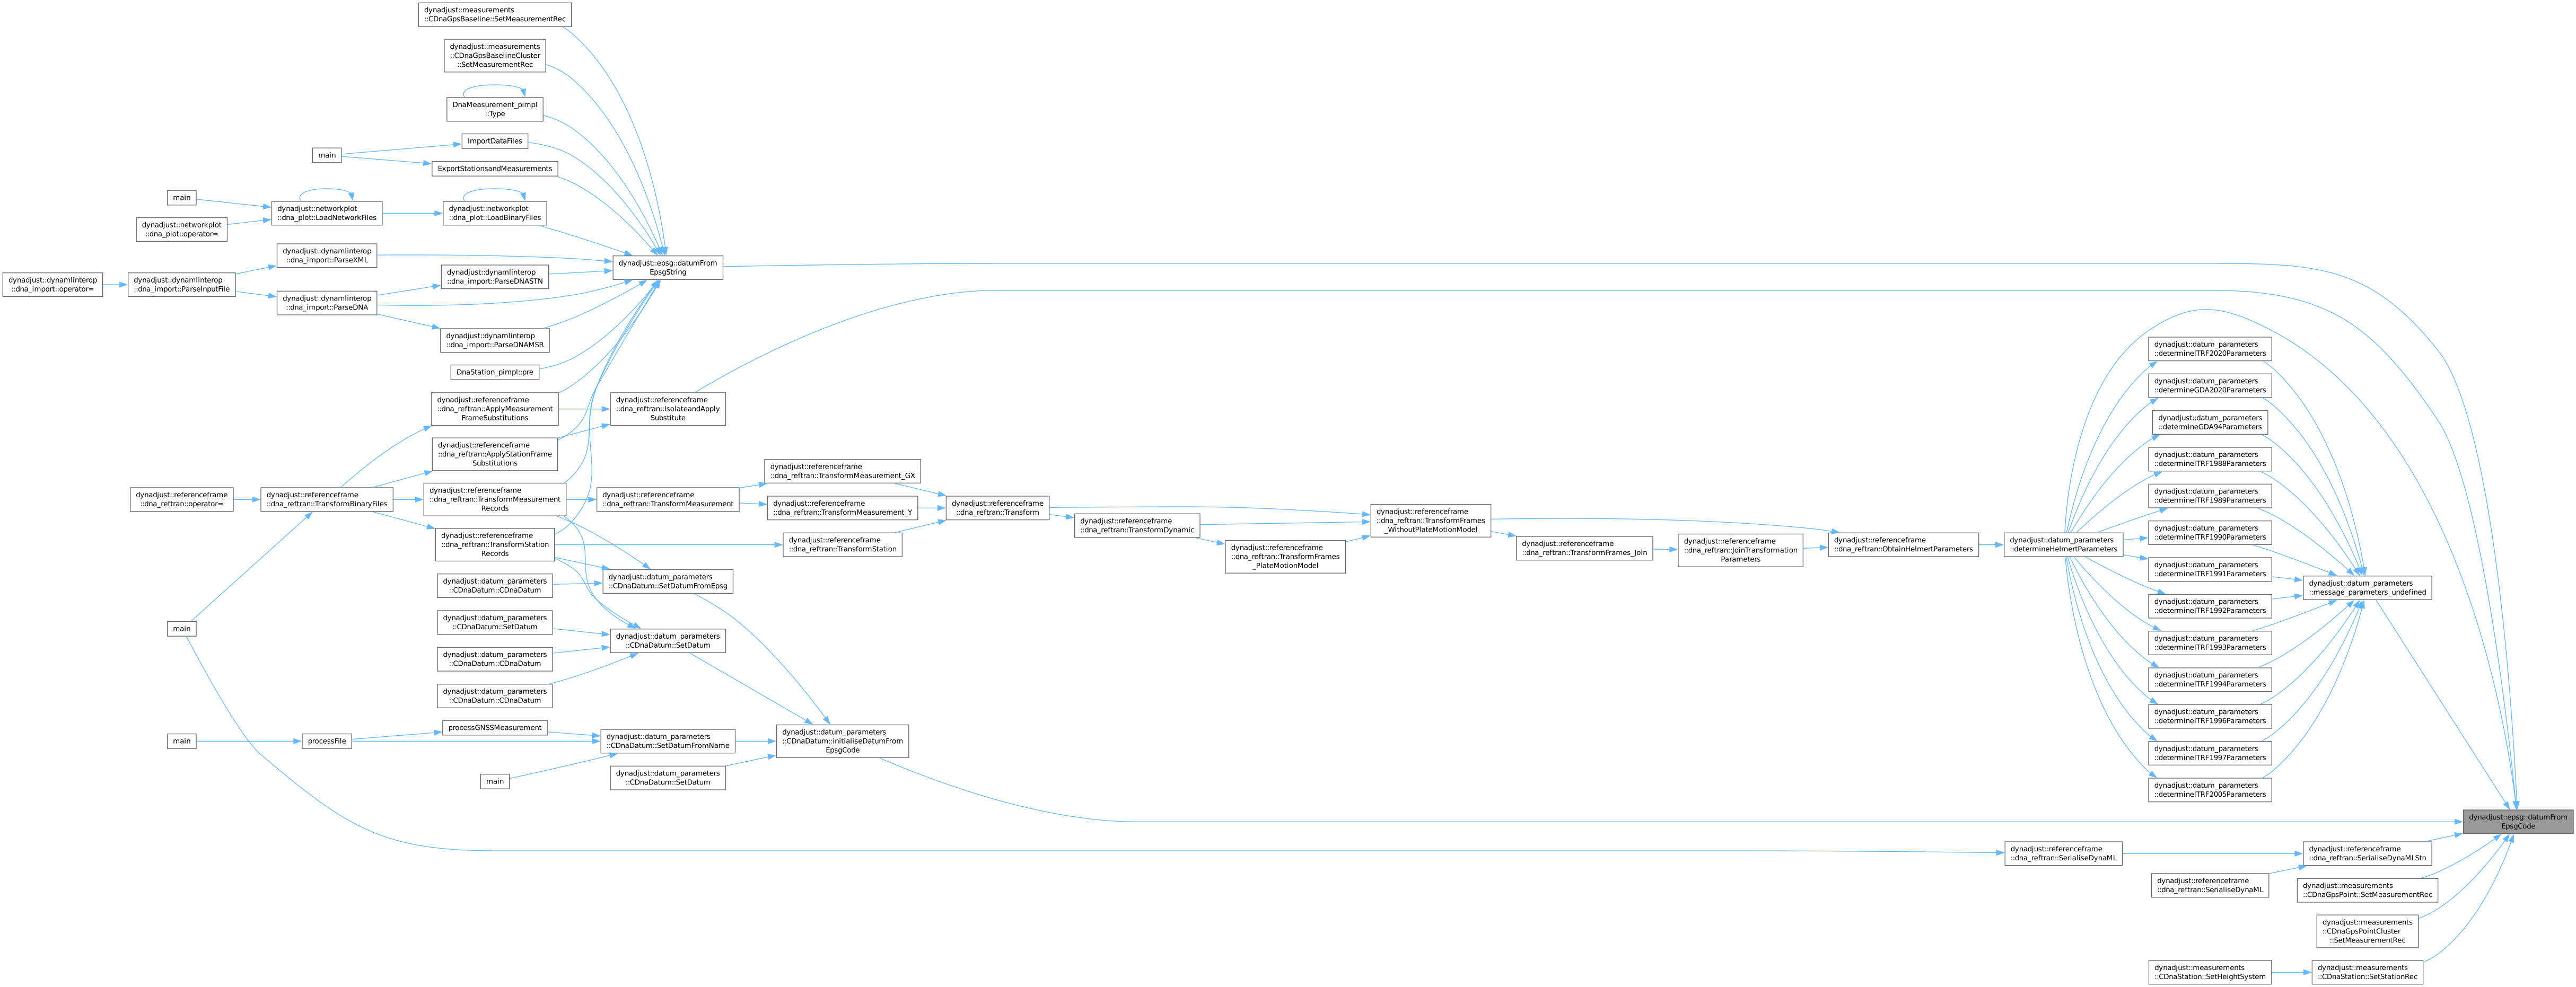 dynadjust::measurements
::CDnaGpsBaseline::SetMeasurementRec
dynadjust::measurements
::CDnaGpsBaselineCluster
::SetMeasurementRec
DnaMeasurement_pimpl
::Type
ImportDataFiles
main
ExportStationsandMeasurements
main
dynadjust::networkplot
::dna_plot::LoadNetworkFiles
dynadjust::networkplot
::dna_plot::LoadBinaryFiles
dynadjust::networkplot
::dna_plot::operator=
dynadjust::dynamlinterop
::dna_import::ParseXML
dynadjust::epsg::datumFrom
EpsgString
dynadjust::dynamlinterop
::dna_import::ParseDNASTN
dynadjust::dynamlinterop
::dna_import::operator=
dynadjust::dynamlinterop
::dna_import::ParseInputFile
dynadjust::dynamlinterop
::dna_import::ParseDNA
dynadjust::dynamlinterop
::dna_import::ParseDNAMSR
DnaStation_pimpl::pre
dynadjust::referenceframe
::dna_reftran::ApplyMeasurement
FrameSubstitutions
dynadjust::referenceframe
::dna_reftran::IsolateandApply
Substitute
dynadjust::referenceframe
::dna_reftran::ApplyStationFrame
Substitutions
dynadjust::referenceframe
::dna_reftran::operator=
dynadjust::referenceframe
::dna_reftran::TransformBinaryFiles
dynadjust::referenceframe
::dna_reftran::TransformMeasurement
Records
dynadjust::referenceframe
::dna_reftran::TransformMeasurement
dynadjust::referenceframe
::dna_reftran::TransformMeasurement_GX
dynadjust::referenceframe
::dna_reftran::TransformMeasurement_Y
dynadjust::referenceframe
::dna_reftran::Transform
dynadjust::referenceframe
::dna_reftran::TransformStation
Records
dynadjust::referenceframe
::dna_reftran::TransformStation
dynadjust::referenceframe
::dna_reftran::TransformDynamic
dynadjust::referenceframe
::dna_reftran::TransformFrames
_PlateMotionModel
dynadjust::referenceframe
::dna_reftran::TransformFrames
_WithoutPlateMotionModel
dynadjust::referenceframe
::dna_reftran::TransformFrames_Join
dynadjust::referenceframe
::dna_reftran::JoinTransformation
Parameters
dynadjust::referenceframe
::dna_reftran::ObtainHelmertParameters
dynadjust::datum_parameters
::determineHelmertParameters
dynadjust::datum_parameters
::determineITRF2020Parameters
dynadjust::datum_parameters
::determineGDA2020Parameters
dynadjust::datum_parameters
::determineGDA94Parameters
dynadjust::datum_parameters
::determineITRF1988Parameters
dynadjust::datum_parameters
::determineITRF1989Parameters
dynadjust::datum_parameters
::determineITRF1990Parameters
dynadjust::datum_parameters
::determineITRF1991Parameters
dynadjust::datum_parameters
::determineITRF1992Parameters
dynadjust::datum_parameters
::determineITRF1993Parameters
dynadjust::datum_parameters
::determineITRF1994Parameters
dynadjust::datum_parameters
::determineITRF1996Parameters
dynadjust::datum_parameters
::determineITRF1997Parameters
dynadjust::datum_parameters
::determineITRF2005Parameters
dynadjust::datum_parameters
::message_parameters_undefined
dynadjust::datum_parameters
::CDnaDatum::SetDatumFromEpsg
dynadjust::datum_parameters
::CDnaDatum::CDnaDatum
dynadjust::datum_parameters
::CDnaDatum::SetDatum
main
dynadjust::datum_parameters
::CDnaDatum::SetDatum
dynadjust::datum_parameters
::CDnaDatum::CDnaDatum
dynadjust::datum_parameters
::CDnaDatum::CDnaDatum
main
processFile
processGNSSMeasurement
dynadjust::datum_parameters
::CDnaDatum::SetDatumFromName
dynadjust::datum_parameters
::CDnaDatum::initialiseDatumFrom
EpsgCode
main
dynadjust::datum_parameters
::CDnaDatum::SetDatum
dynadjust::epsg::datumFrom
EpsgCode
dynadjust::referenceframe
::dna_reftran::SerialiseDynaML
dynadjust::referenceframe
::dna_reftran::SerialiseDynaMLStn
dynadjust::referenceframe
::dna_reftran::SerialiseDynaML
dynadjust::measurements
::CDnaGpsPoint::SetMeasurementRec
dynadjust::measurements
::CDnaGpsPointCluster
::SetMeasurementRec
dynadjust::measurements
::CDnaStation::SetHeightSystem
dynadjust::measurements
::CDnaStation::SetStationRec